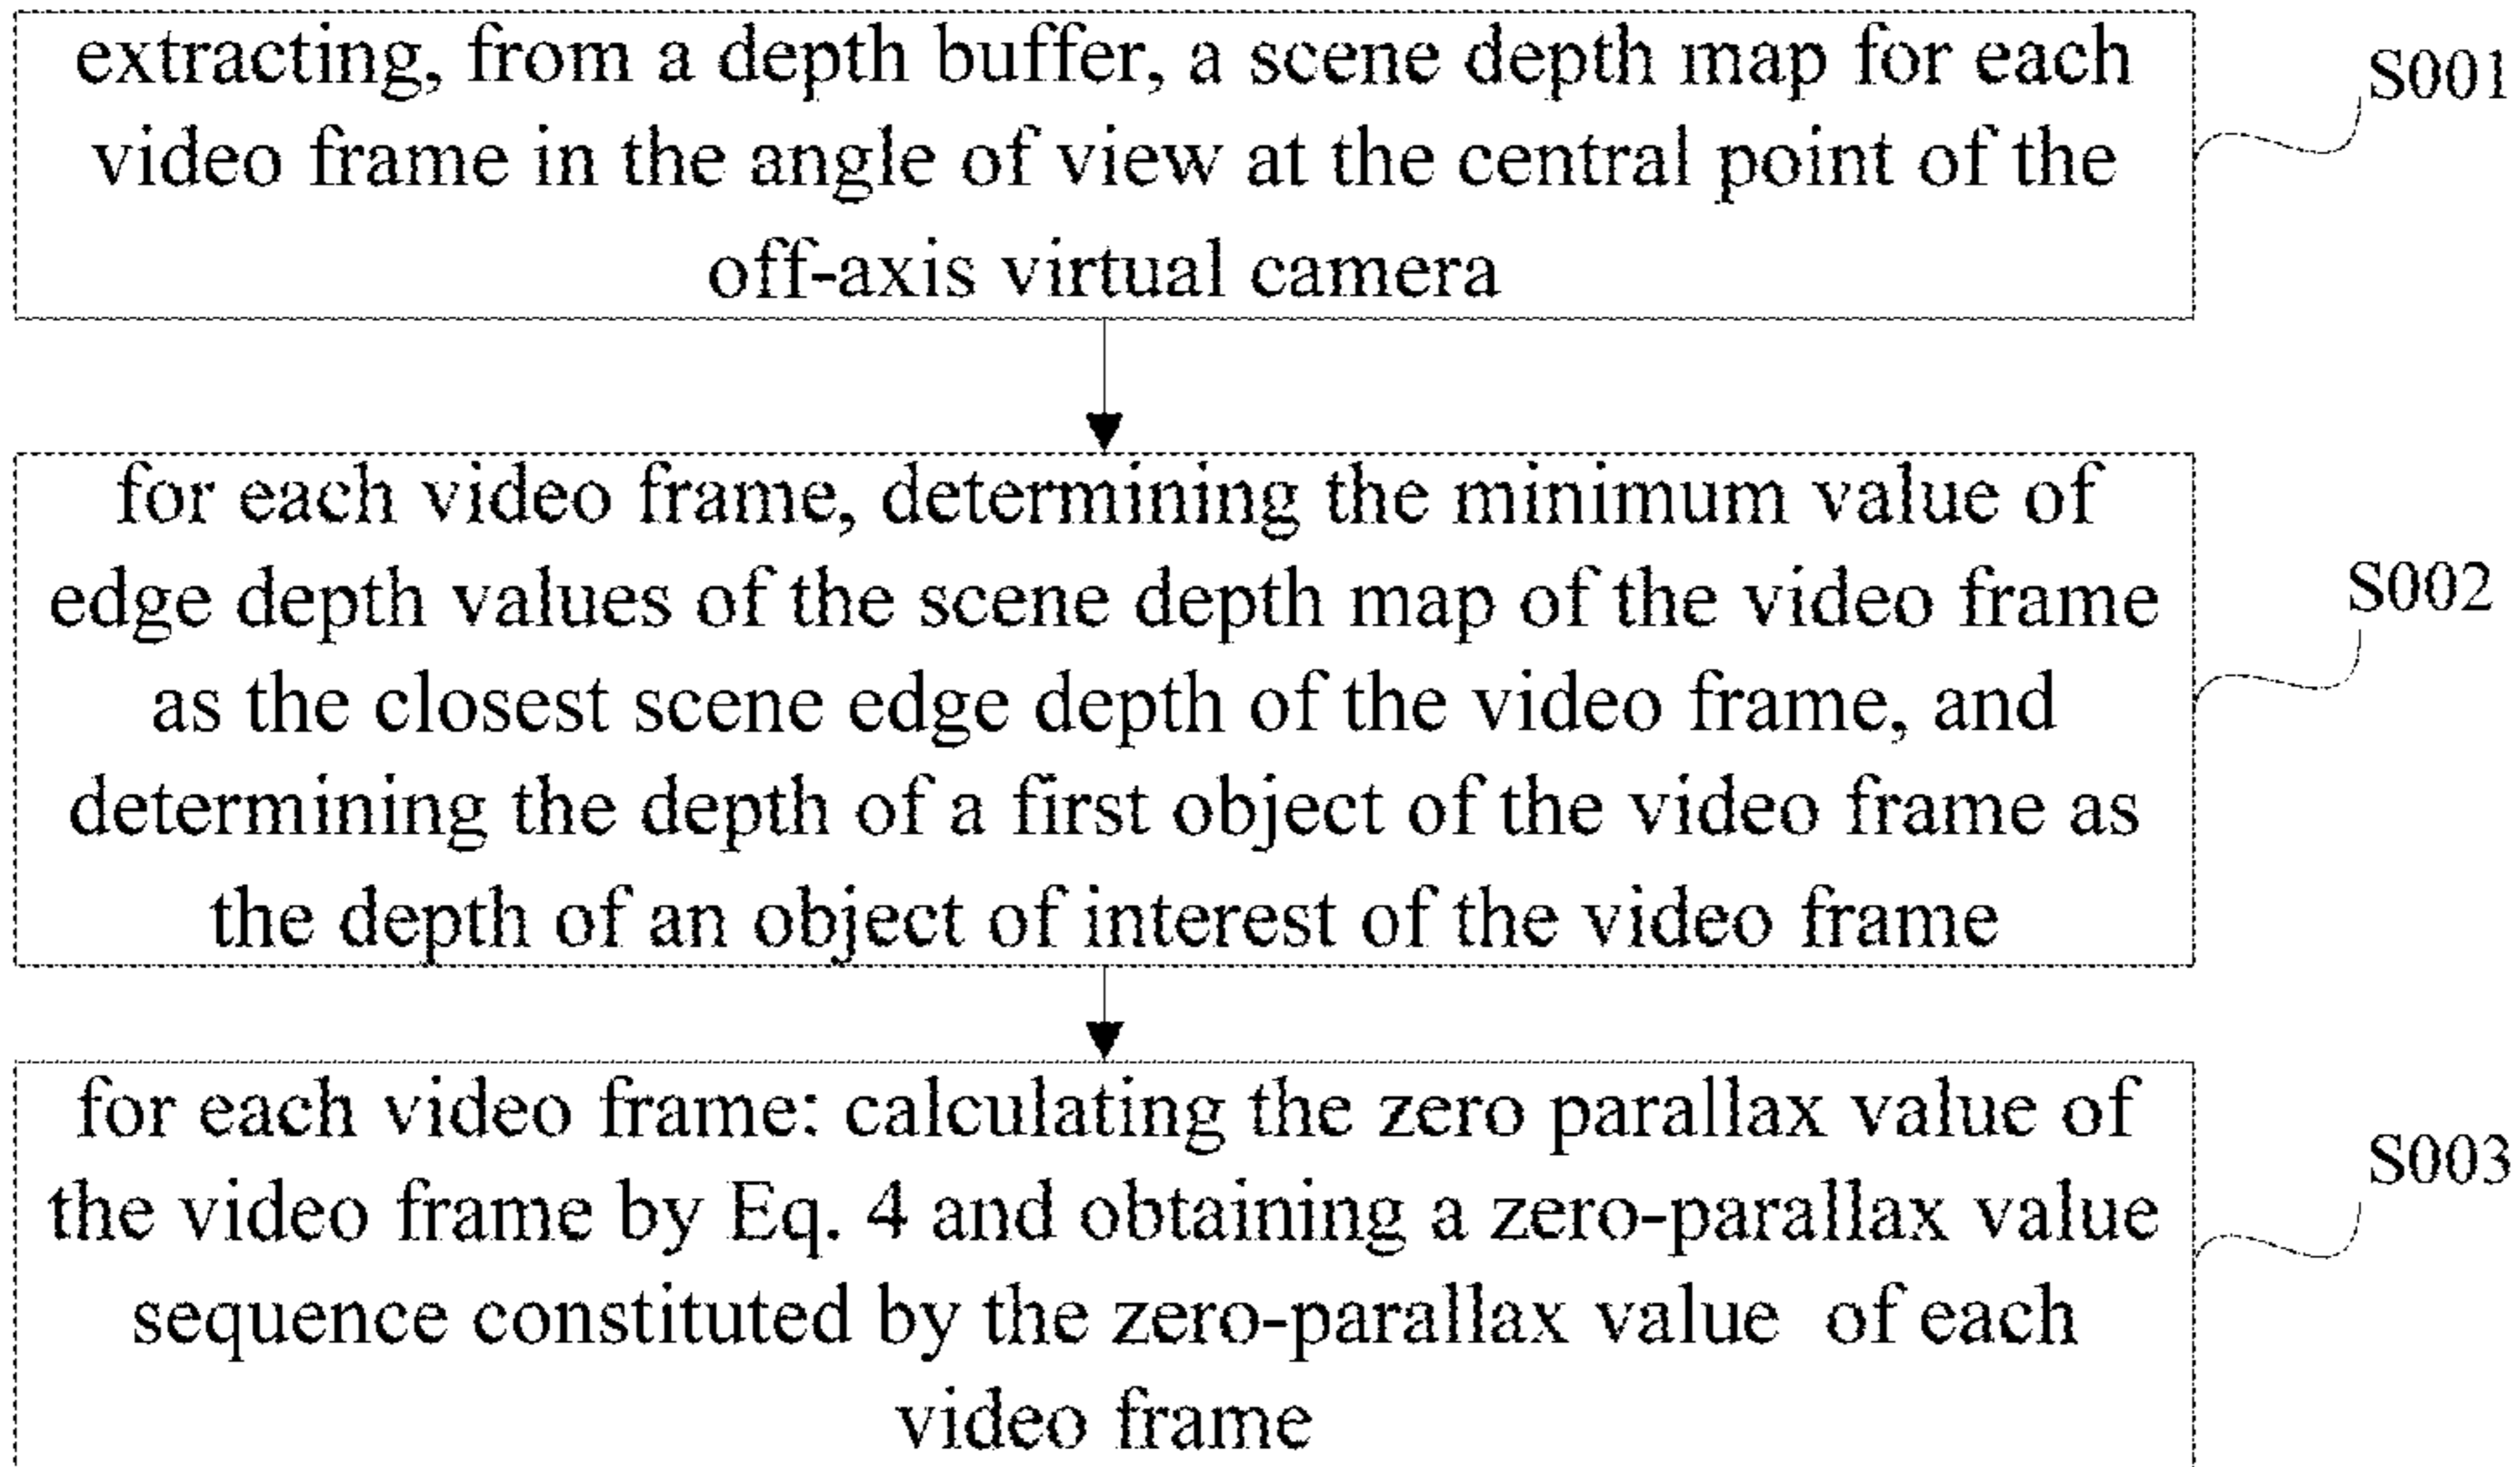 extracting, from a depth buffer, a scene depth map for each
video frame in the angle of view at the central point of the
off-axis virtual camera
S001
for each video frame, determining the minimum value of
edge depth values of the scene depth map of the video frame
as the closest scene edge depth of the video frame, and
determining the depth of a first object of the video frame as
the depth of an object of interest of the video frame
S002
for each video frame: calculating the zero parallax value of
the video frame by Eq. 4 and obtaining a zero-parallax value
sequence constituted by the zero-parallax value of each
video frame
S003